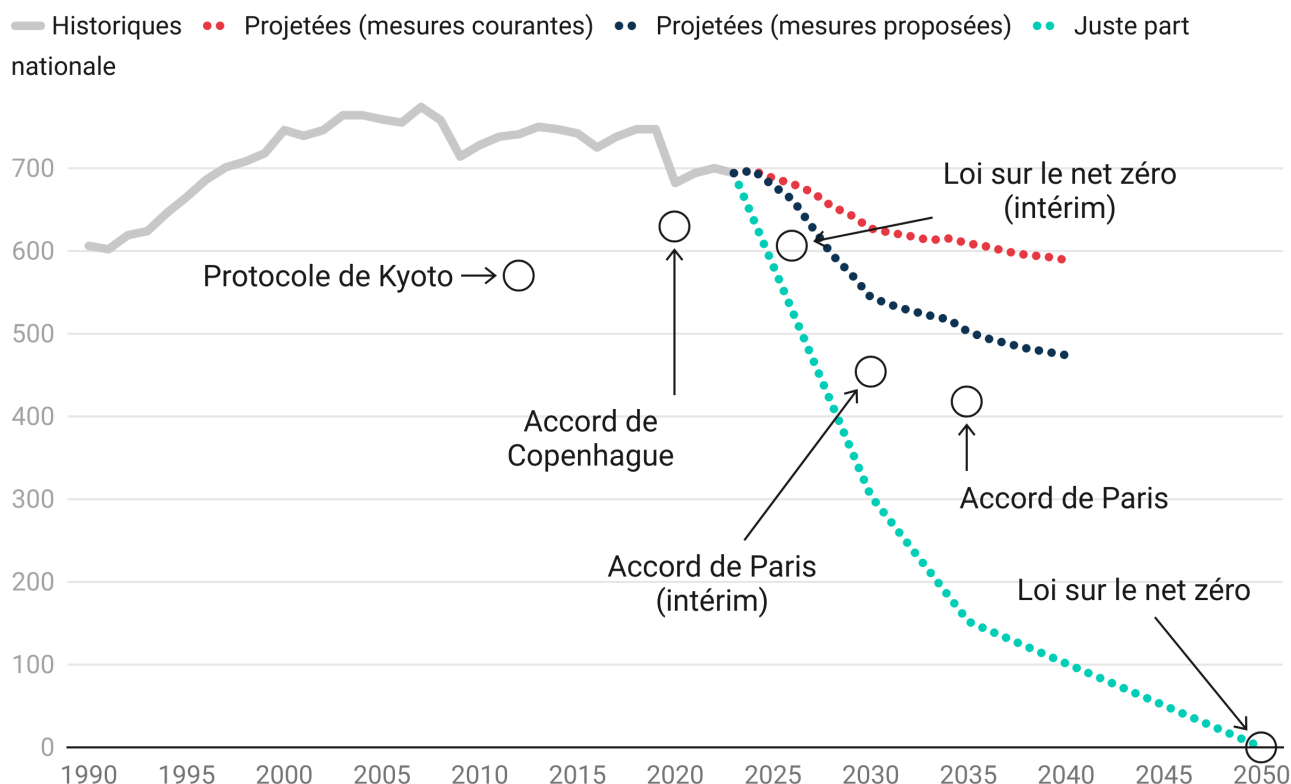 Historiques Projetées (mesures courantes) Projetées (mesures proposées) Juste part
nationale
700
Loi sur le net zéro
(intérim)
600
Protocole de Kyoto
500
400
Accord de
Copenhague
300
Accord de Paris
Accord de Paris
(intérim)
200
Loi sur le net zéro
100
0
1990 1995 2000 2005 2010 2015 2020 2025 2030 2035 2040 2045 2050